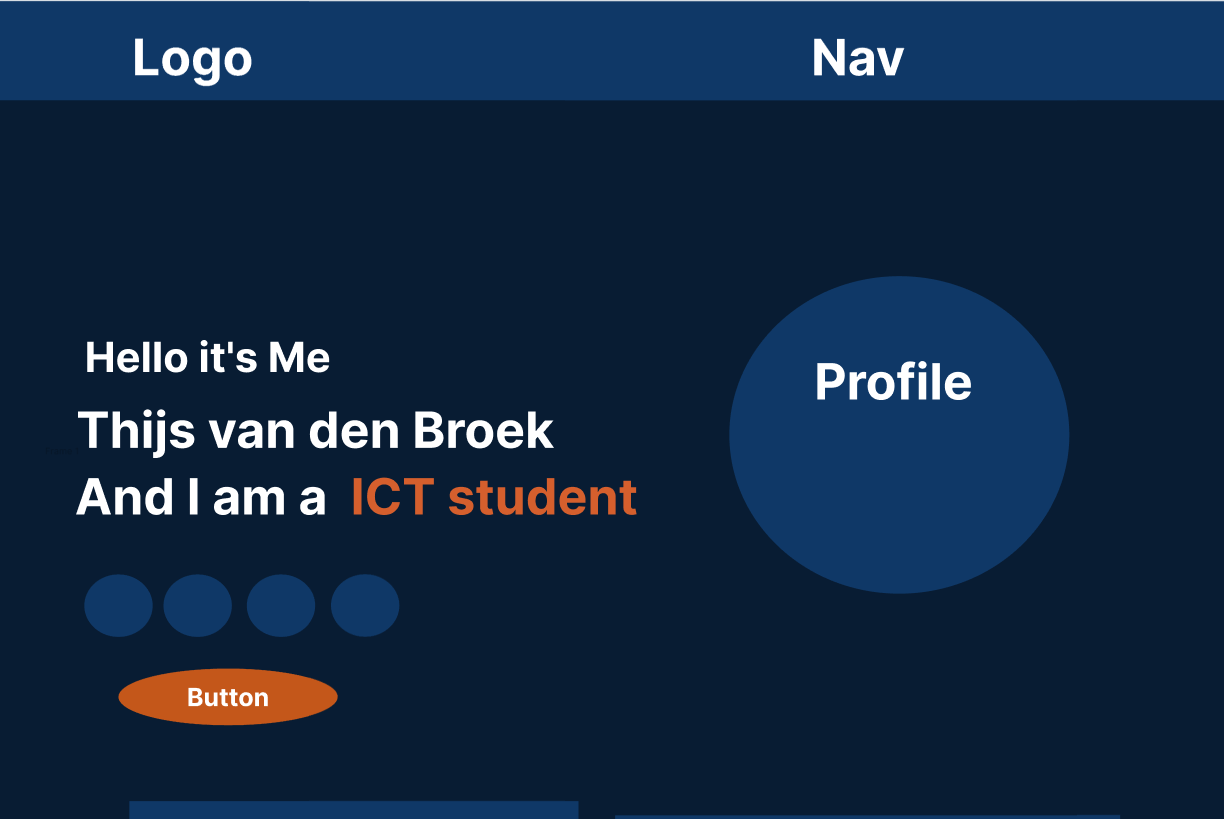 Logo
Nav
Hello it's Me
Thijs van den Broek
And I am a ICT student
Profile
Button